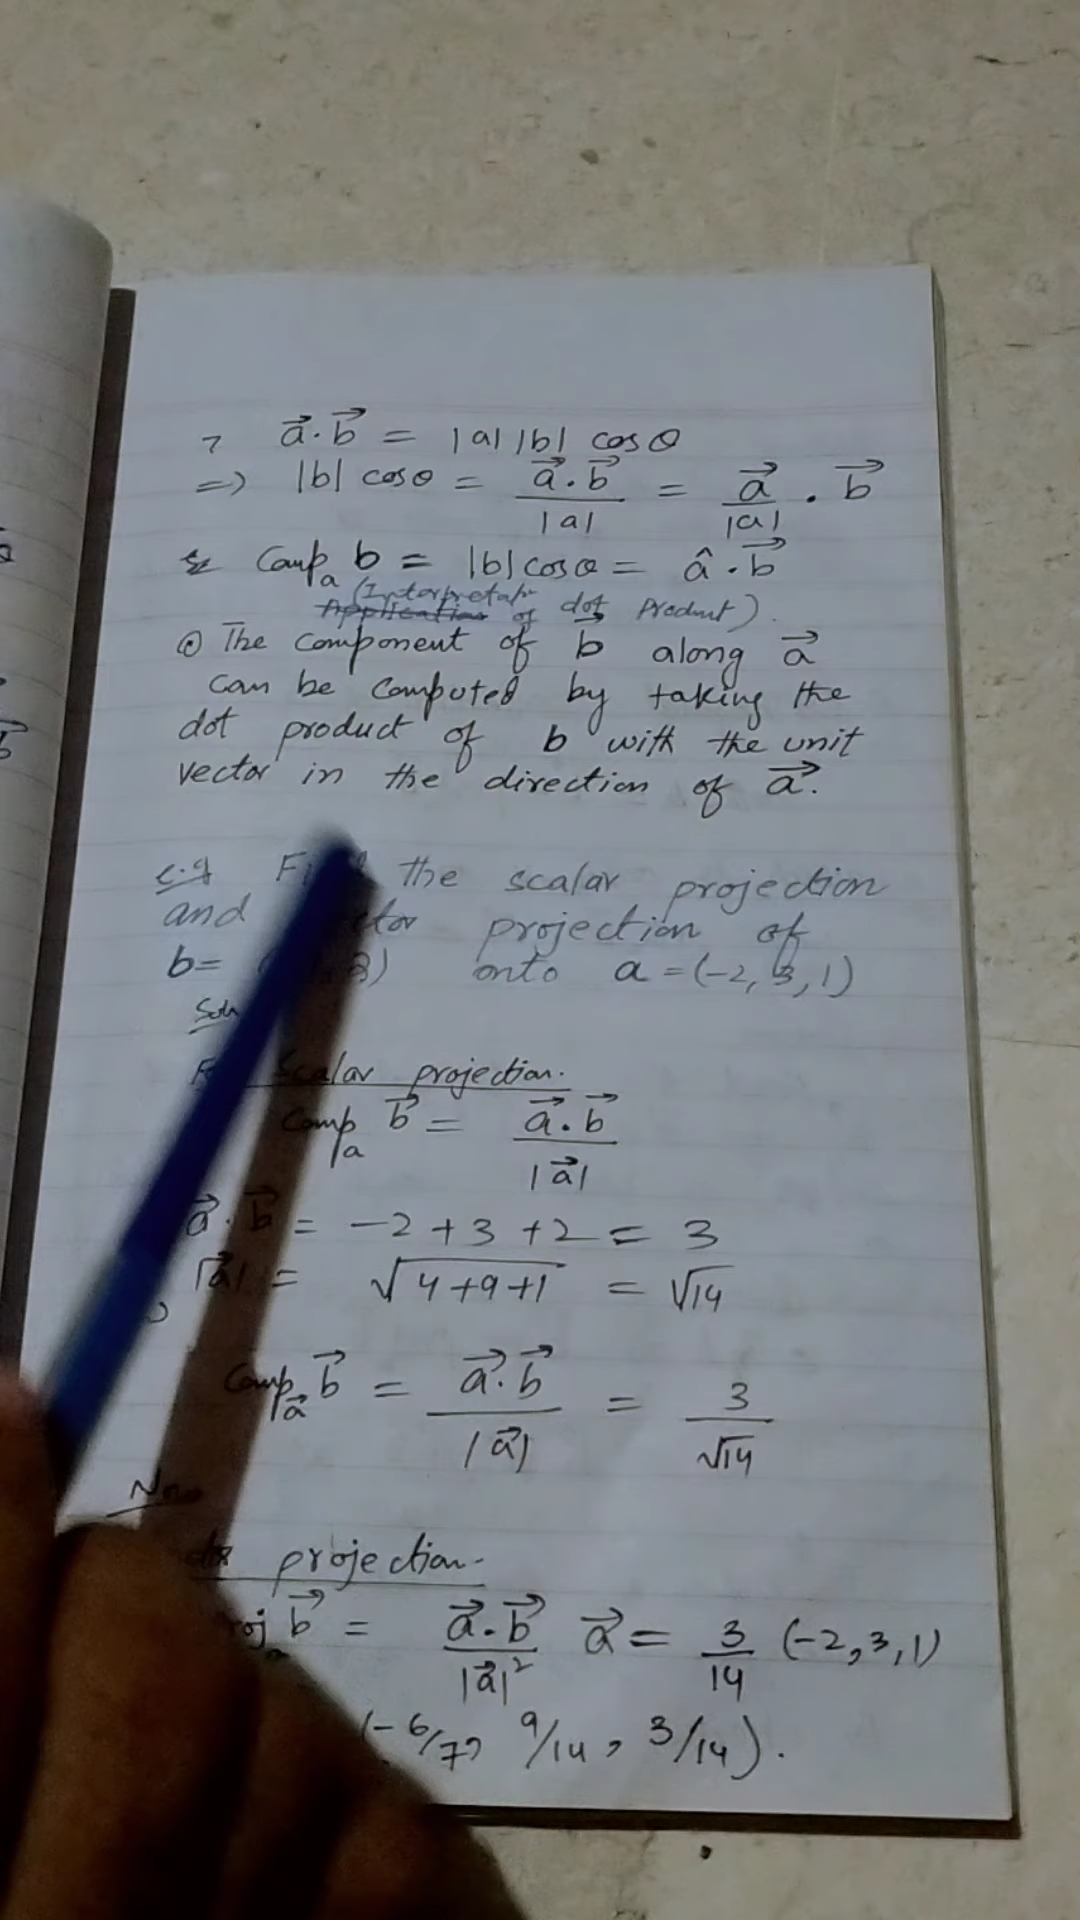 a⃗.b⃗ = |a| |b| cos θ
=> |b| cos θ = a⃗.b⃗ / |a| = a⃗ / |a| . b⃗
Comp_a b = |b| cos θ = â . b⃗
(Interpretat of dot Product).
The component of b⃗ along a⃗
can be computed by taking the
dot product of b with the unit
vector in the direction of a⃗.
e.g the scalar projection
and projection of
b= onto a = (-2, 3, 1)
Scalar projection.
Comp_a b⃗ = a⃗.b⃗ / |a⃗|
a⃗.b⃗ = -2 + 3 + 2 = 3
|a⃗| = √4+9+1 = √14
Comp_a⃗ b⃗ = a⃗.b⃗ / |a⃗| = 3 / √14
projection-
b⃗ = a⃗.b⃗ / |a⃗|² a⃗ = 3/14 (-2, 3, 1)
(-6/7, 9/14, 3/14).